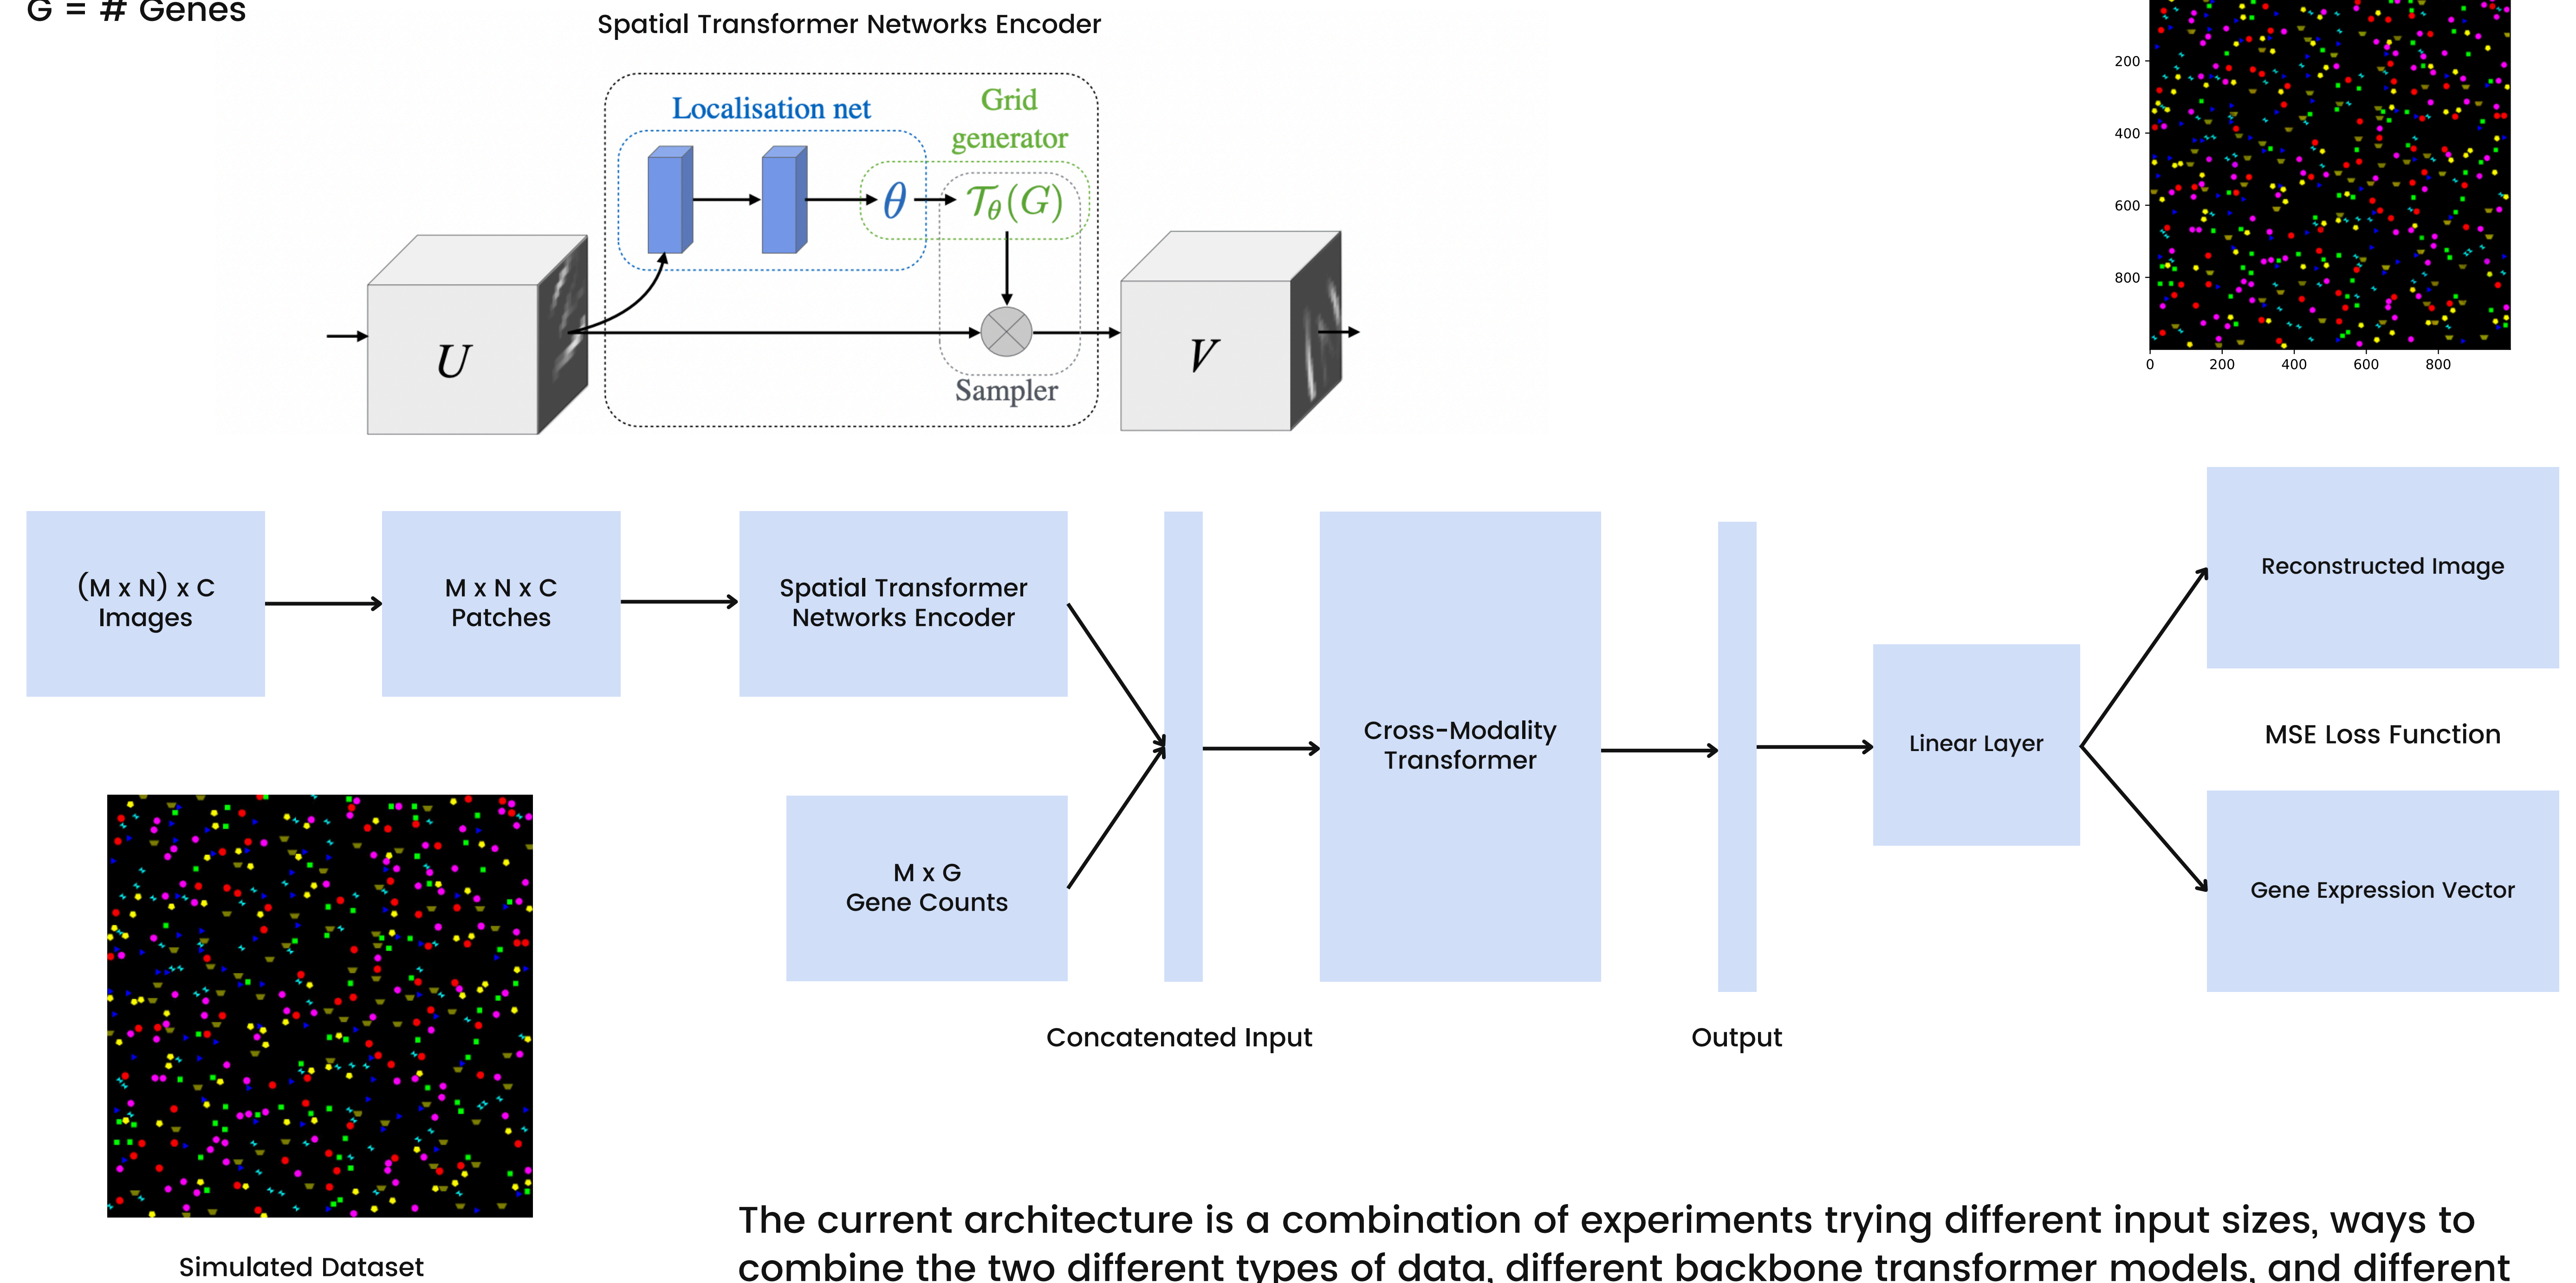 G = # Genes
Spatial Transformer Networks Encoder
Localisation net
Grid
generator
θ
𝒯θ(G)
U
V
Sampler
200
400
600
800
0 200 400 600 800
(M x N) x C
Images
M x N x C
Patches
Spatial Transformer
Networks Encoder
M x G
Gene Counts
Concatenated Input
Cross-Modality
Transformer
Output
Linear Layer
Reconstructed Image
MSE Loss Function
Gene Expression Vector
Simulated Dataset
The current architecture is a combination of experiments trying different input sizes, ways to
combine the two different types of data, different backbone transformer models, and different